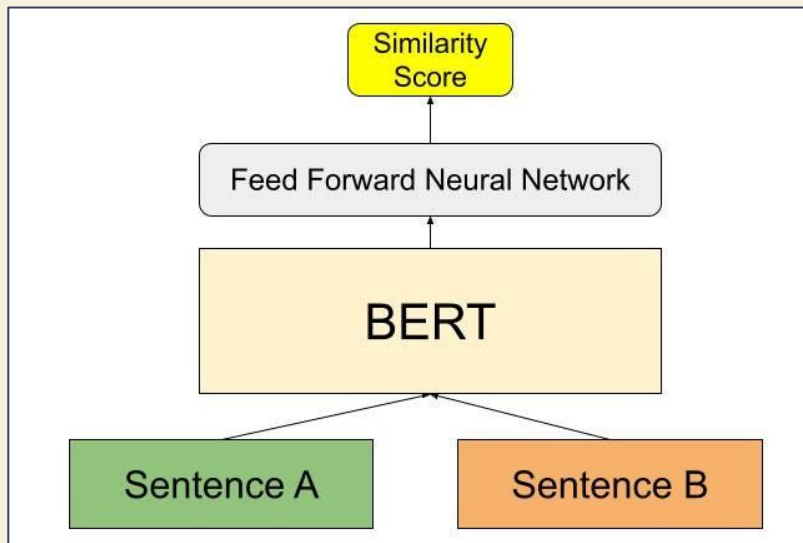 Similarity
Score
Feed Forward Neural Network
BERT
Sentence A
Sentence B